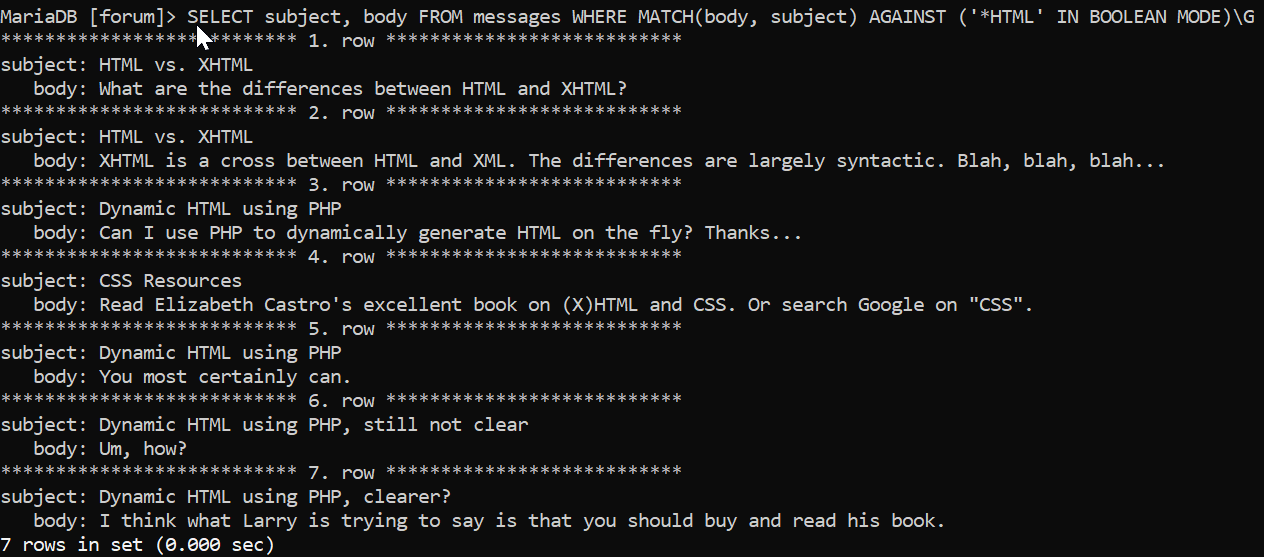 MariaDB [forum]> SELECT subject, body FROM messages WHERE MATCH(body, subject) AGAINST ('*HTML' IN BOOLEAN MODE)\G
*************************** 1. row ***************************
subject: HTML vs. XHTML
   body: What are the differences between HTML and XHTML?
*************************** 2. row ***************************
subject: HTML vs. XHTML
   body: XHTML is a cross between HTML and XML. The differences are largely syntactic. Blah, blah, blah...
*************************** 3. row ***************************
subject: Dynamic HTML using PHP
   body: Can I use PHP to dynamically generate HTML on the fly? Thanks...
*************************** 4. row ***************************
subject: CSS Resources
   body: Read Elizabeth Castro's excellent book on (X)HTML and CSS. Or search Google on "CSS".
*************************** 5. row ***************************
subject: Dynamic HTML using PHP
   body: You most certainly can.
*************************** 6. row ***************************
subject: Dynamic HTML using PHP, still not clear
   body: Um, how?
*************************** 7. row ***************************
subject: Dynamic HTML using PHP, clearer?
   body: I think what Larry is trying to say is that you should buy and read his book.
7 rows in set (0.000 sec)